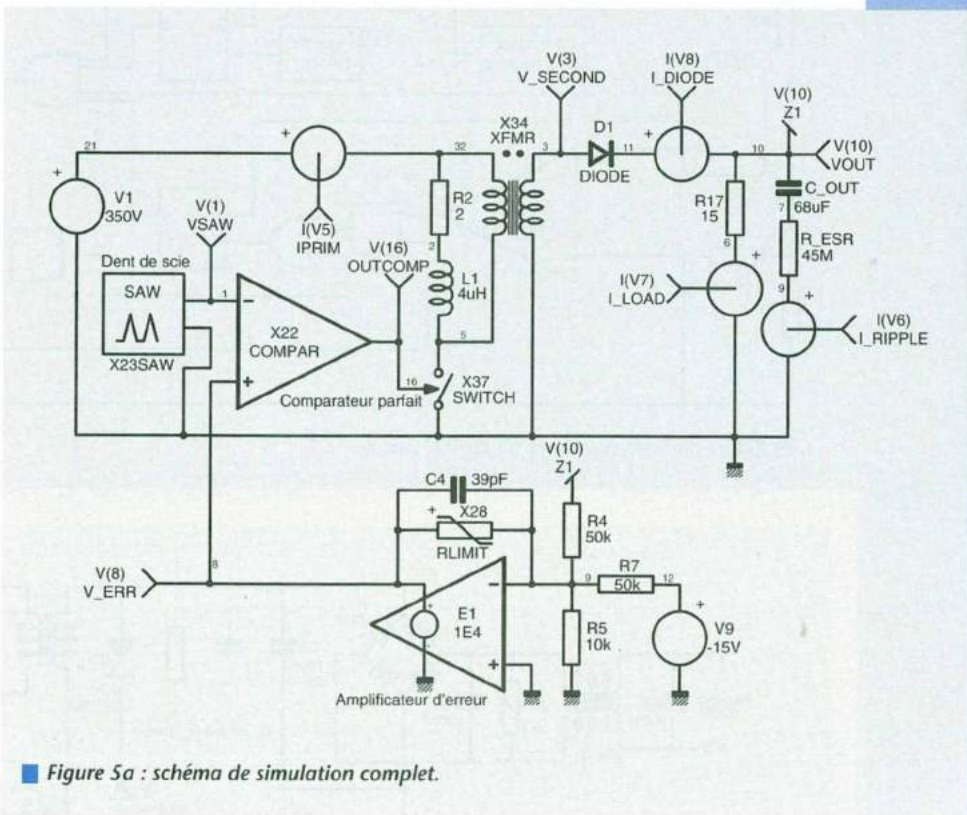 V(3)
V_SECOND
I(V8)
I_DIODE
V(10)
Z1
X34
XFMR
D1
DIODE
21
32
3
11
10
V(10)
VOUT
V1
350V
I(V5)
IPRIM
R2
2
2
L1
4uH
5
R17
15
6
C_OUT
68uF
7
R_ESR
45M
9
I(V7)
I_LOAD
I(V6)
I_RIPPLE
V(1)
VSAW
V(16)
OUTCOMP
Dent de scie
SAW
X23SAW
1
X22
COMPAR
16
X37
SWITCH
Comparateur parfait
V(10)
Z1
C4
39pF
X28
RLIMIT
R4
50k
R7
50k
9
12
R5
10k
V9
-15V
V(8)
V_ERR
8
E1
1E4
Amplificateur d'erreur
Figure 5a : schéma de simulation complet.